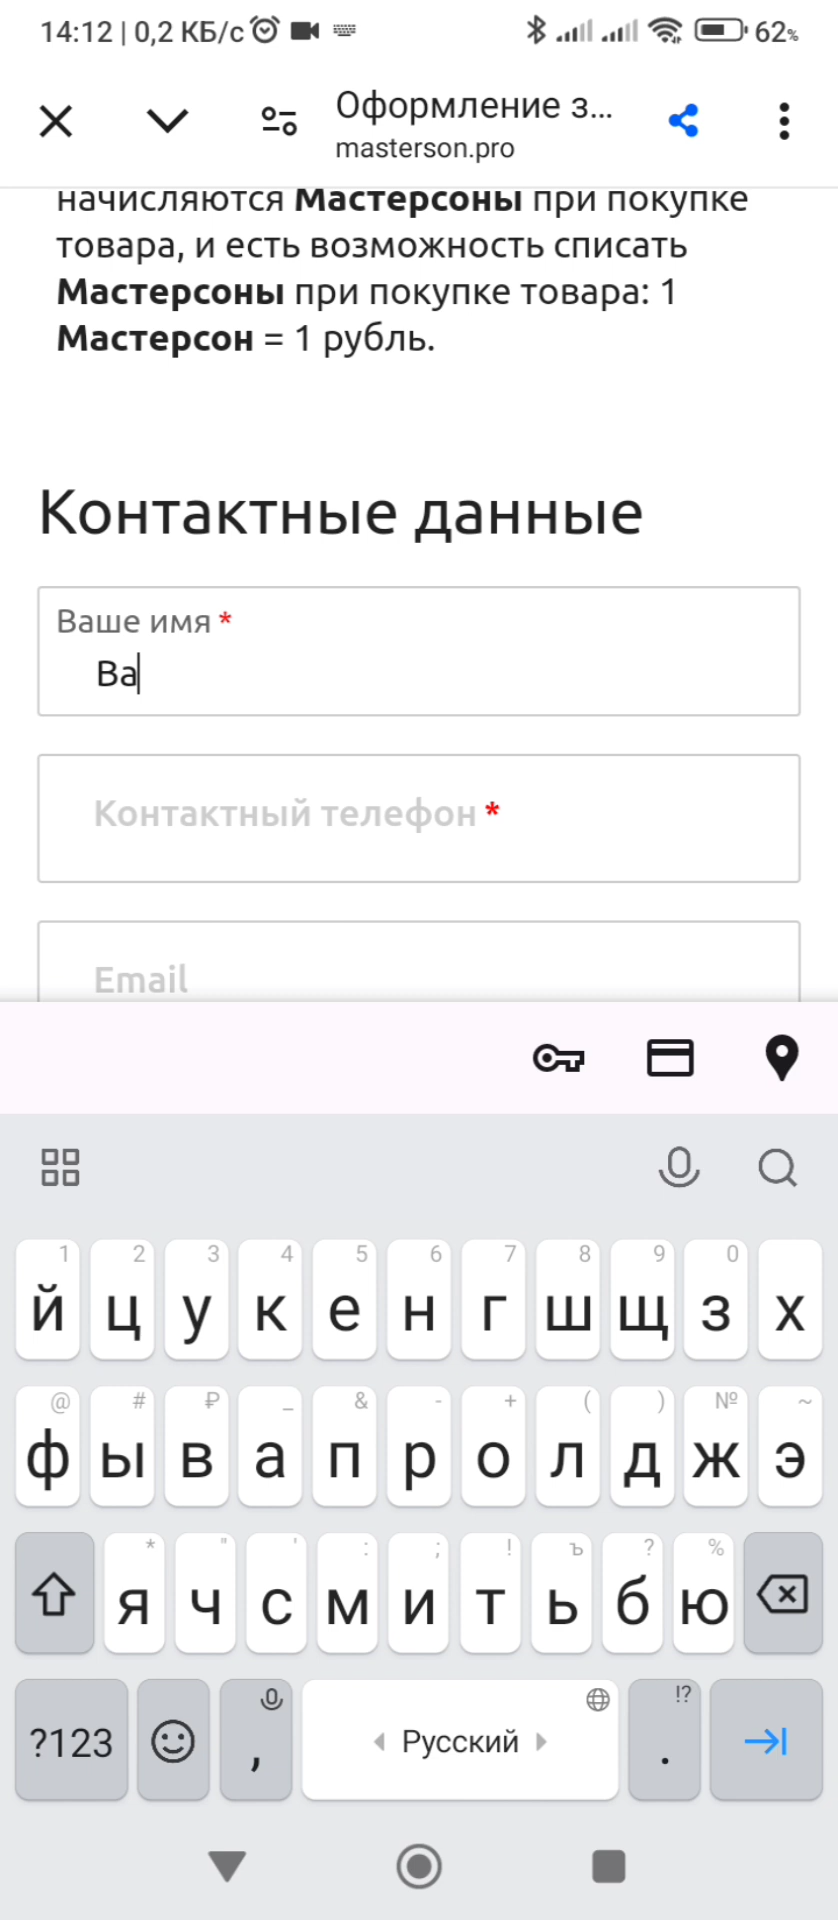 14:12 | 0,2 КБ/с
62%
Оформление з...
masterson.pro
начисляются Мастерсоны при покупке
товара, и есть возможность списать
Мастерсоны при покупке товара: 1
Мастерсон = 1 рубль.
Контактные данные
Ваше имя *
Ва
Контактный телефон *
Email
1 2 3 4 5 6 7 8 9 0
й ц у к е н г ш щ з х
@ # ₽ _ & - + ( ) № ~
ф ы в а п р о л д ж э
* " ' : ; ! ъ ? %
я ч с м и т ь б ю
!?
?123 , Русский .